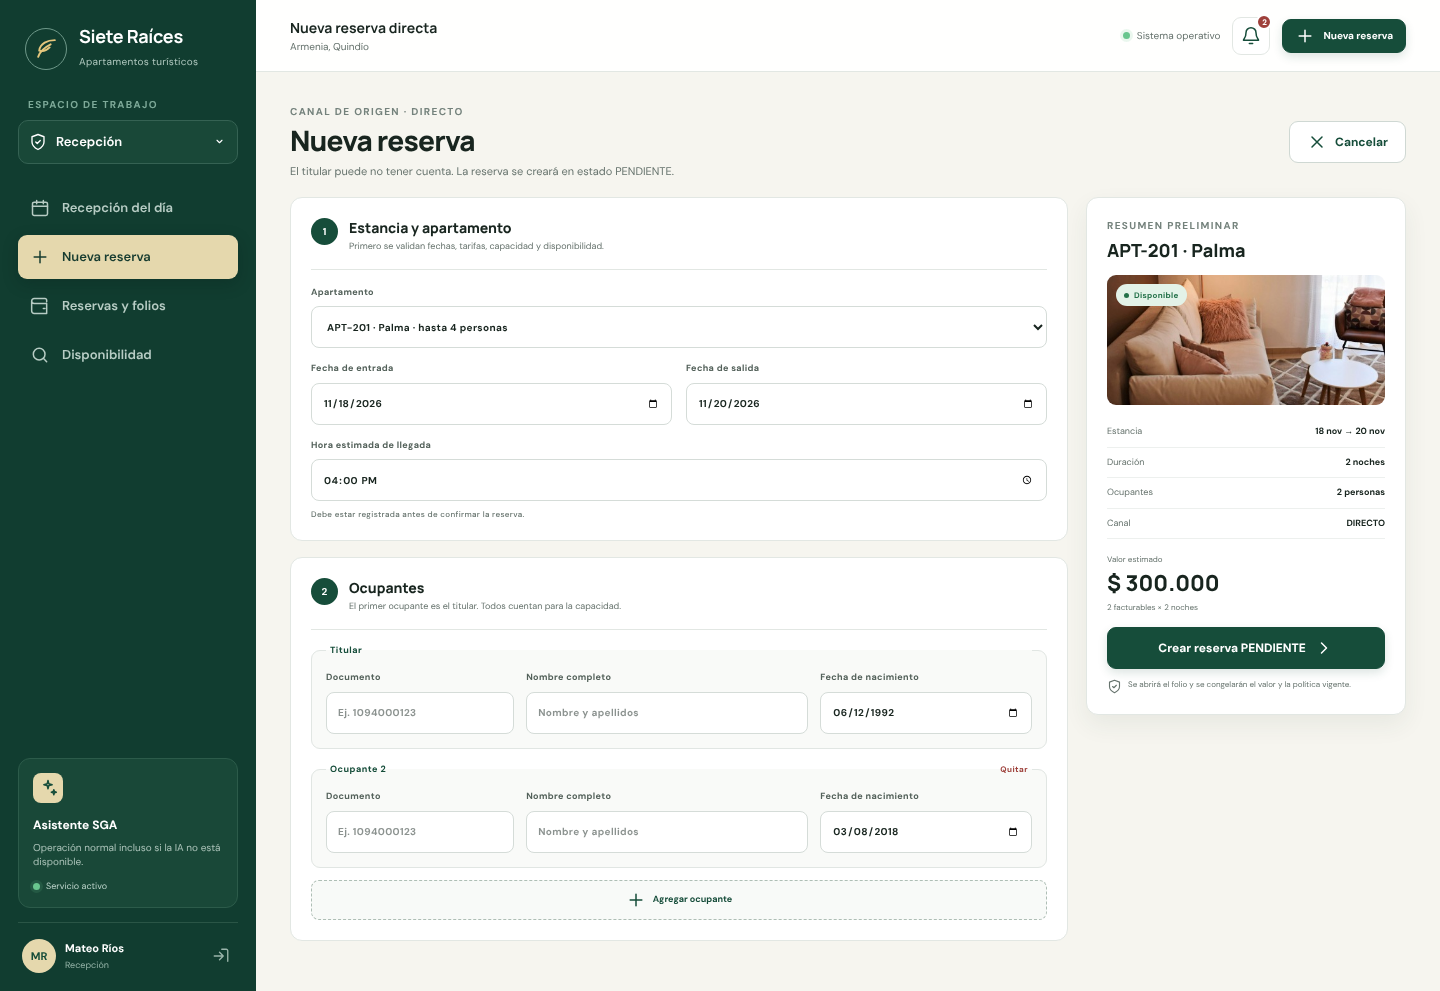 Siete Raíces
Apartamentos turísticos
ESPACIO DE TRABAJO
Recepción
Recepción del día
Nueva reserva
Reservas y folios
Disponibilidad
Asistente SGA
Operación normal incluso si la IA no está
disponible.
Servicio activo
MR
Mateo Ríos
Recepción
Nueva reserva directa
Armenia, Quindío
Sistema operativo
2
Nueva reserva
CANAL DE ORIGEN · DIRECTO
Nueva reserva
El titular puede no tener cuenta. La reserva se creará en estado PENDIENTE.
Cancelar
1
Estancia y apartamento
Primero se validan fechas, tarifas, capacidad y disponibilidad.
Apartamento
APT-201 · Palma · hasta 4 personas
Fecha de entrada
Fecha de salida
11/18/2026
11/20/2026
Hora estimada de llegada
04:00 PM
Debe estar registrada antes de confirmar la reserva.
2
Ocupantes
El primer ocupante es el titular. Todos cuentan para la capacidad.
Titular
Documento
Nombre completo
Fecha de nacimiento
Ej. 1094000123
Nombre y apellidos
06/12/1992
Ocupante 2
Quitar
Documento
Nombre completo
Fecha de nacimiento
Ej. 1094000123
Nombre y apellidos
03/08/2018
Agregar ocupante
RESUMEN PRELIMINAR
APT-201 · Palma
Disponible
Estancia
18 nov → 20 nov
Duración
2 noches
Ocupantes
2 personas
Canal
DIRECTO
Valor estimado
$ 300.000
2 facturables × 2 noches
Crear reserva PENDIENTE
Se abrirá el folio y se congelarán el valor y la política vigente.